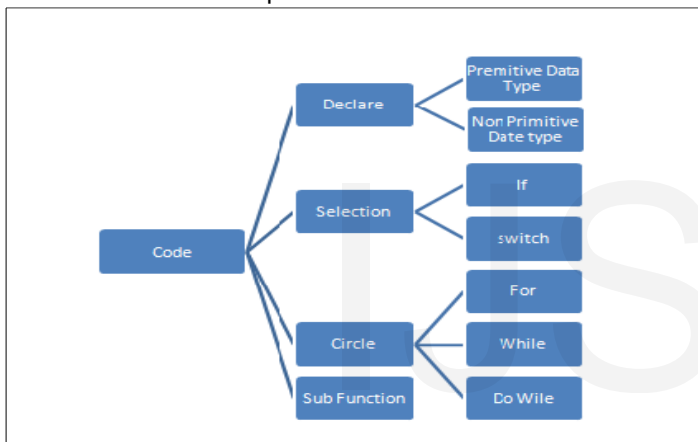 Premitive Data
Type
Declare
Non Primitive
Date type
If
Selection
switch
Code
For
Circle
While
Sub Function
Do Wile
IJS